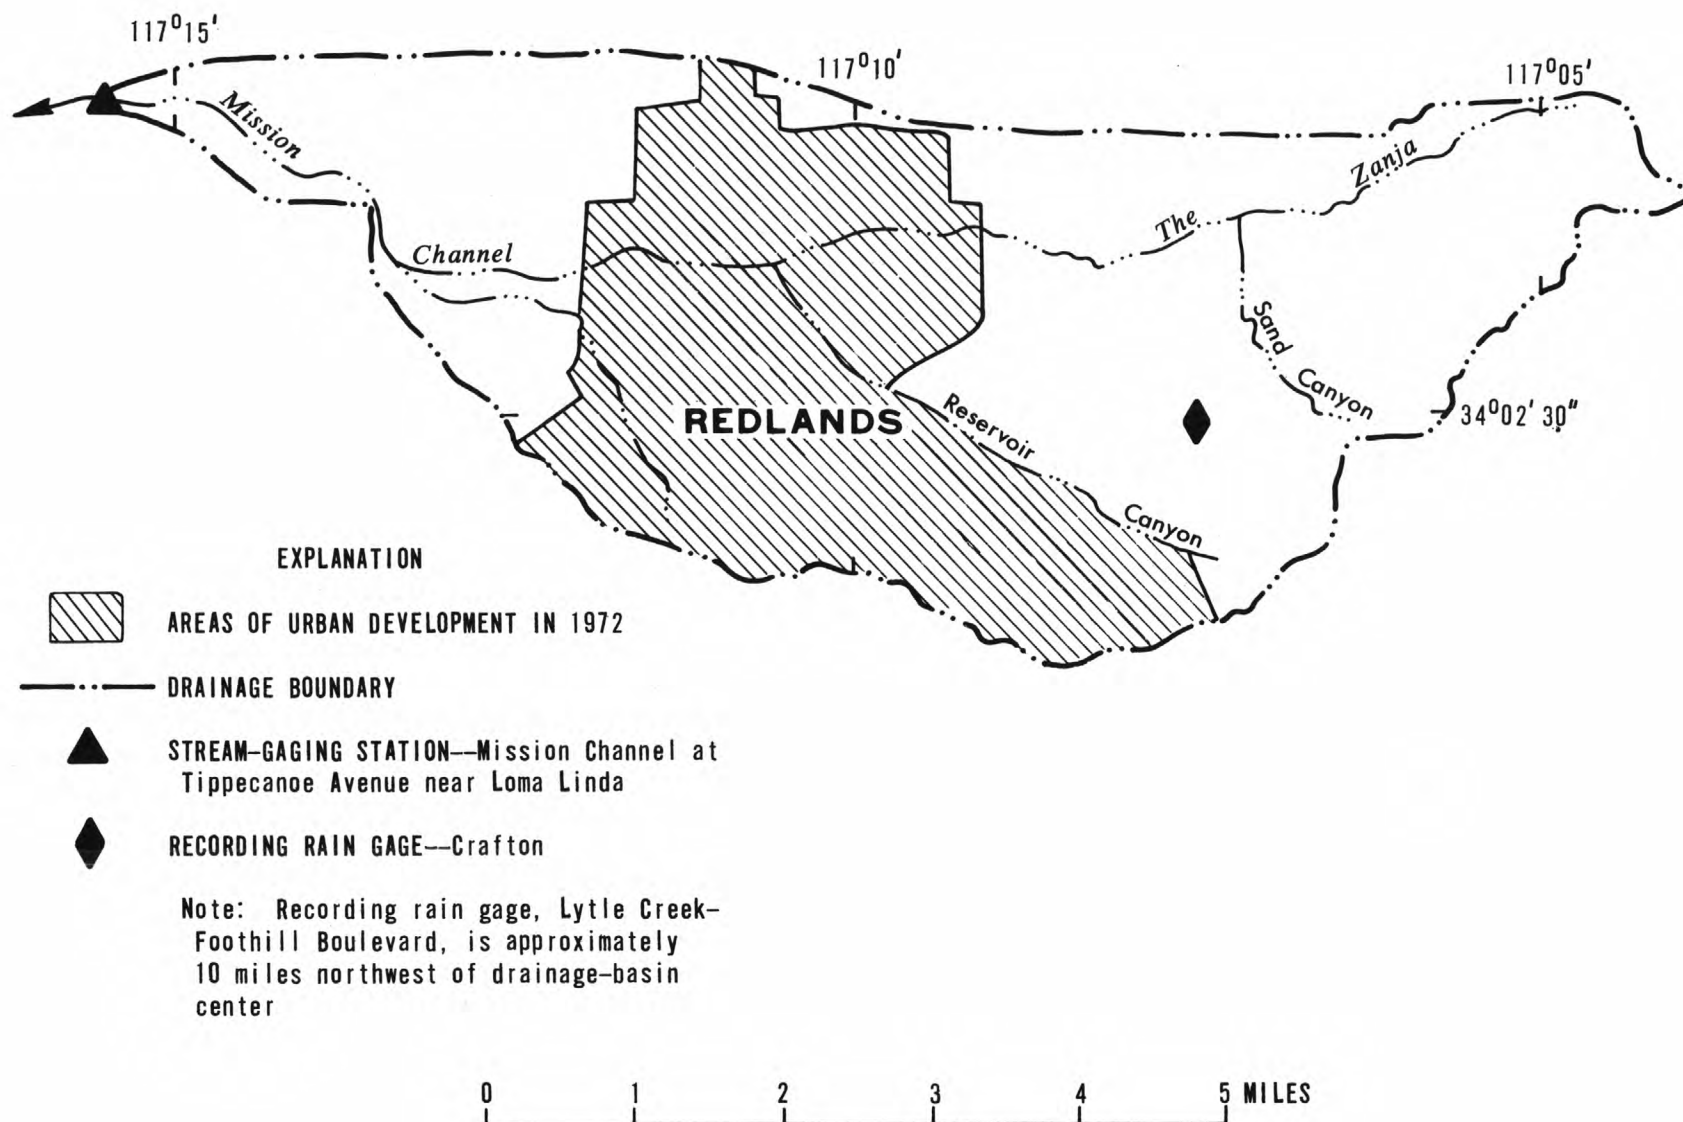 117°15'
117°10'
117°05'
Mission
Channel
The
Zanja
Sand
Canyon
34°02' 30"
REDLANDS
Reservoir
Canyon
EXPLANATION
AREAS OF URBAN DEVELOPMENT IN 1972
DRAINAGE BOUNDARY
STREAM-GAGING STATION--Mission Channel at
Tippecanoe Avenue near Loma Linda
RECORDING RAIN GAGE--Crafton
Note: Recording rain gage, Lytle Creek-
Foothill Boulevard, is approximately
10 miles northwest of drainage-basin
center
0 1 2 3 4 5 MILES